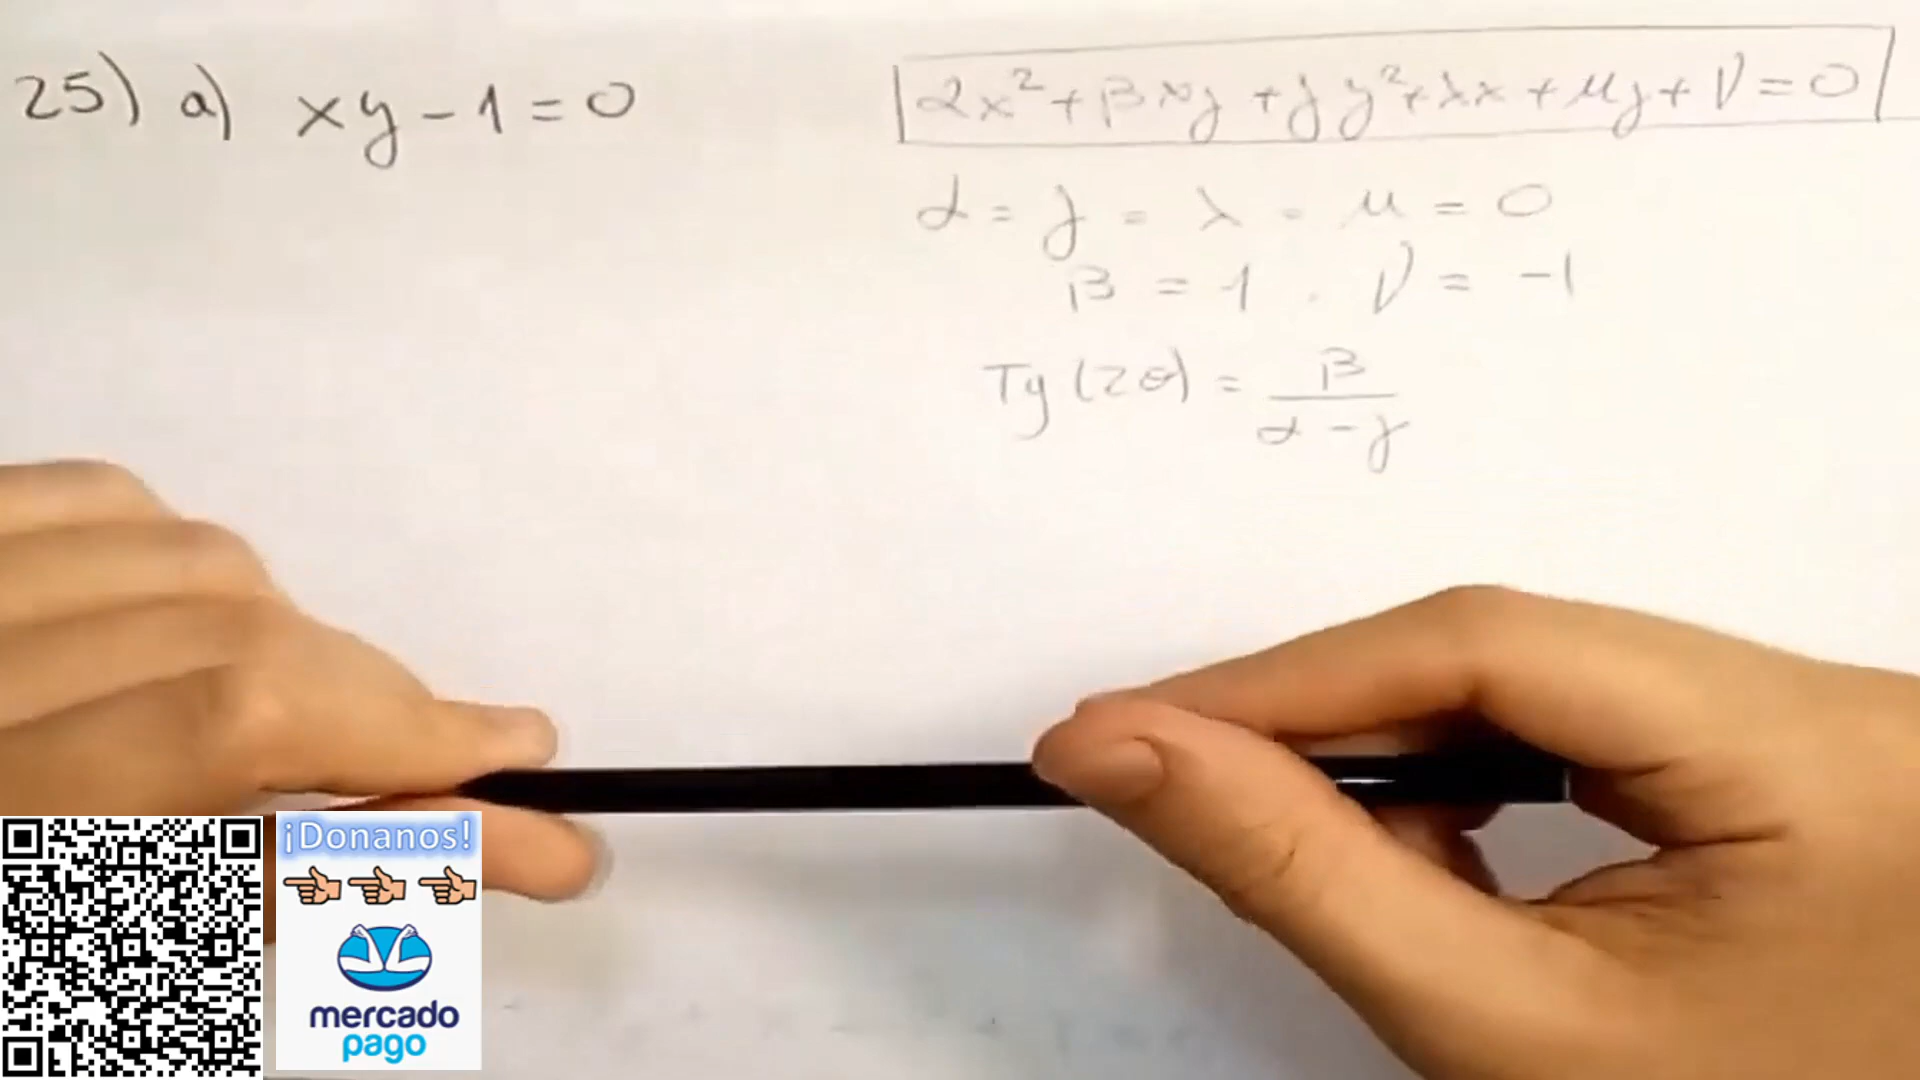 25) a) xy - 1 = 0
αx² + βxy + γy² + λx + μy + ν = 0
α = γ = λ = μ = 0
β = 1 . ν = -1
Tg (2θ) = β / α - γ
¡Donanos!
mercado
pago